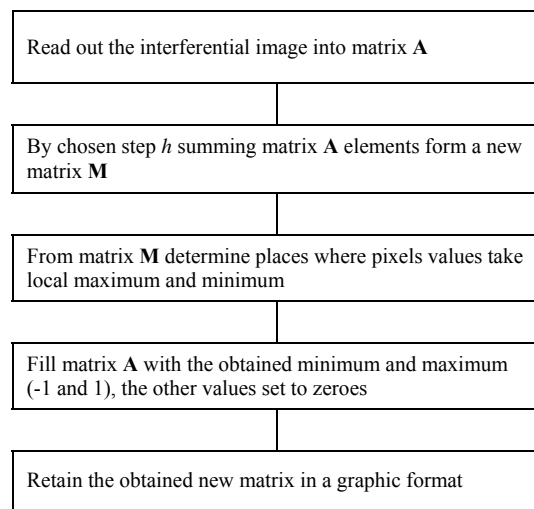 Read out the interferential image into matrix A
By chosen step h summing matrix A elements form a new
matrix M
From matrix M determine places where pixels values take
local maximum and minimum
Fill matrix A with the obtained minimum and maximum
(-1 and 1), the other values set to zeroes
Retain the obtained new matrix in a graphic format